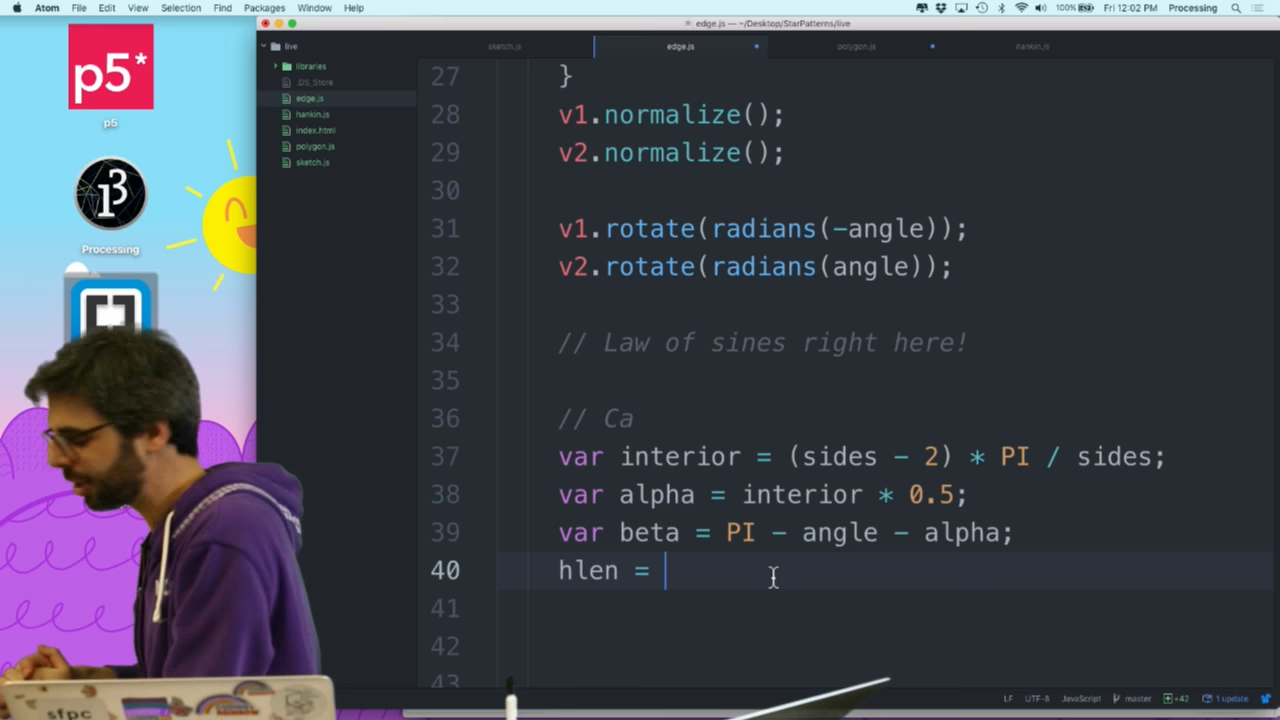 Atom File Edit View Selection Find Packages Window Help 100% Fri 12:02 PM Processing
edge.js — ~/Desktop/StarPatterns/live
live
libraries
.DS_Store
edge.js
hankin.js
index.html
polygon.js
sketch.js
sketch.js edge.js polygon.js hankin.js
27 }
28 v1.normalize();
29 v2.normalize();
30
31 v1.rotate(radians(-angle));
32 v2.rotate(radians(angle));
33
34 // Law of sines right here!
35
36 // Ca
37 var interior = (sides - 2) * PI / sides;
38 var alpha = interior * 0.5;
39 var beta = PI - angle - alpha;
40 hlen =
41
42
43
LF UTF-8 JavaScript master +42 1 update
p5*
p5
Processing
sfpc